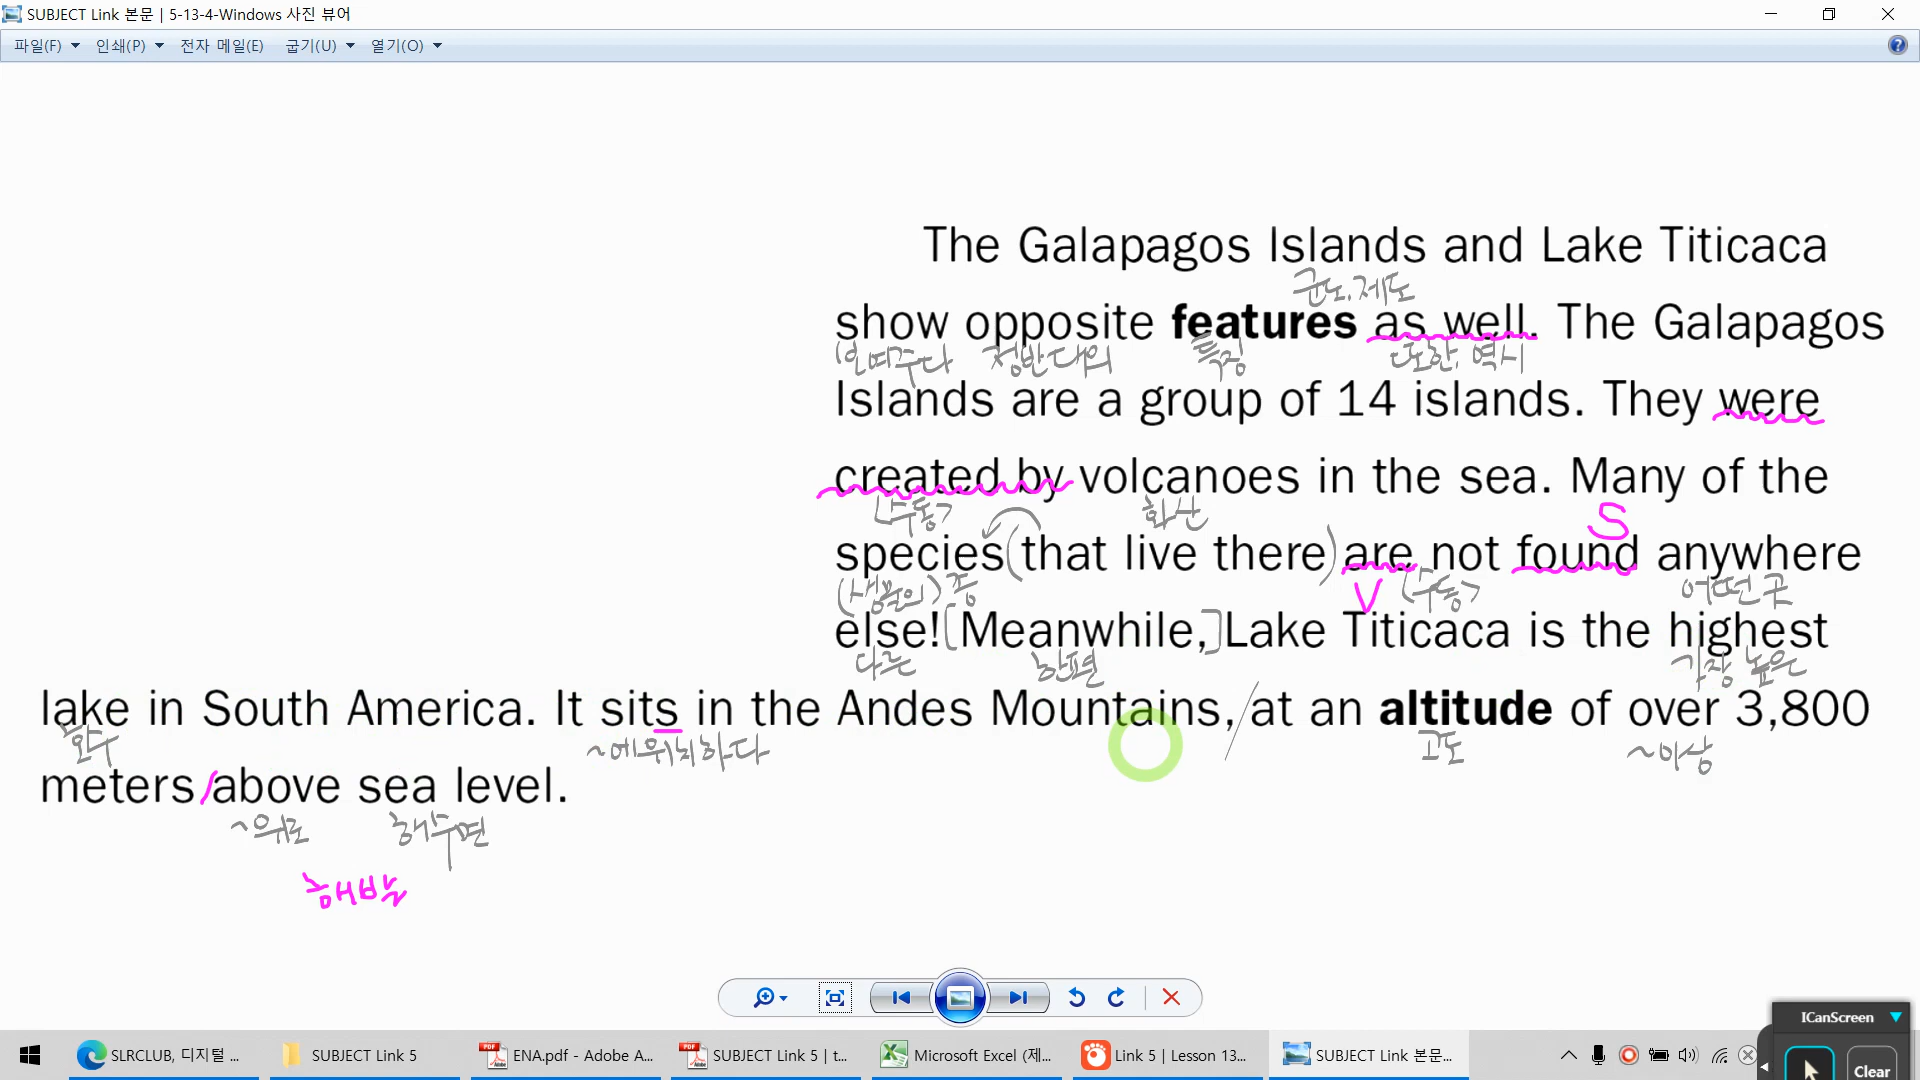 SUBJECT Link 본문 | 5-13-4-Windows 사진 뷰어
파일(F) 인쇄(P) 전자 메일(E) 굽기(U) 열기(O)
The Galapagos Islands and Lake Titicaca
군도, 제도
show opposite features as well. The Galapagos
보여주다 정반대의 특징 또한, 역시
Islands are a group of 14 islands. They were
created by volcanoes in the sea. Many of the
<수동> 화산 S
species (that live there) are not found anywhere
(생물의) 종 V <수동> 어떤 곳
else! [Meanwhile,] Lake Titicaca is the highest
다른 한편 가장 높은
lake in South America. It sits in the Andes Mountains, / at an altitude of over 3,800
호수 ~에 위치하다 고도 ~이상
meters / above sea level.
~위로 해수면
해발
ICanScreen
Clear
SLRCLUB, 디지털 ...
SUBJECT Link 5
ENA.pdf - Adobe A...
SUBJECT Link 5 | t...
Microsoft Excel (제...
Link 5 | Lesson 13...
SUBJECT Link 본문...